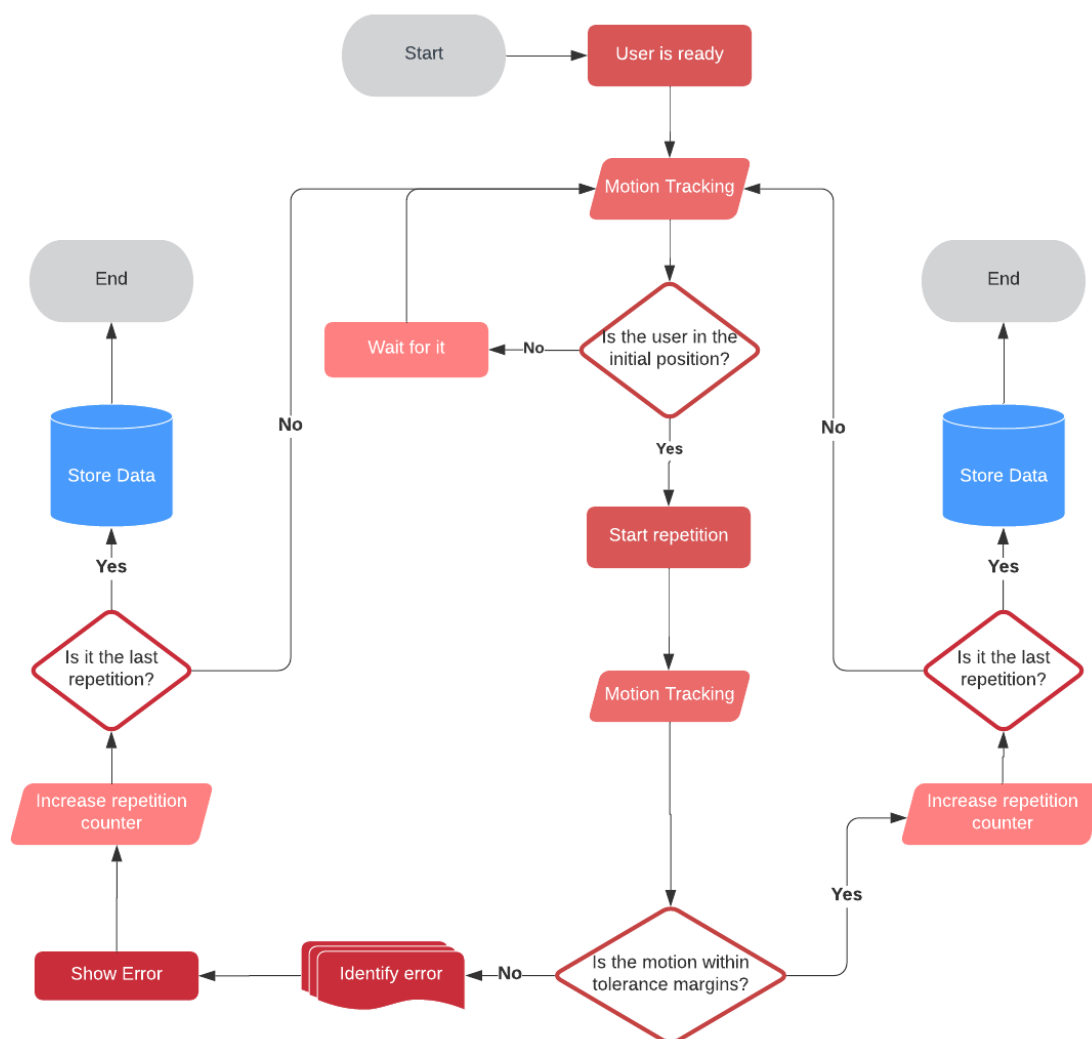 Start
User is ready
Motion Tracking
End
End
Is the user in the
initial position?
No
Wait for it
No
No
Yes
Store Data
Store Data
Start repetition
Yes
Yes
Is it the last
repetition?
Is it the last
repetition?
Motion Tracking
Increase repetition
counter
Increase repetition
counter
Yes
Is the motion within
tolerance margins?
No
Identify error
Show Error